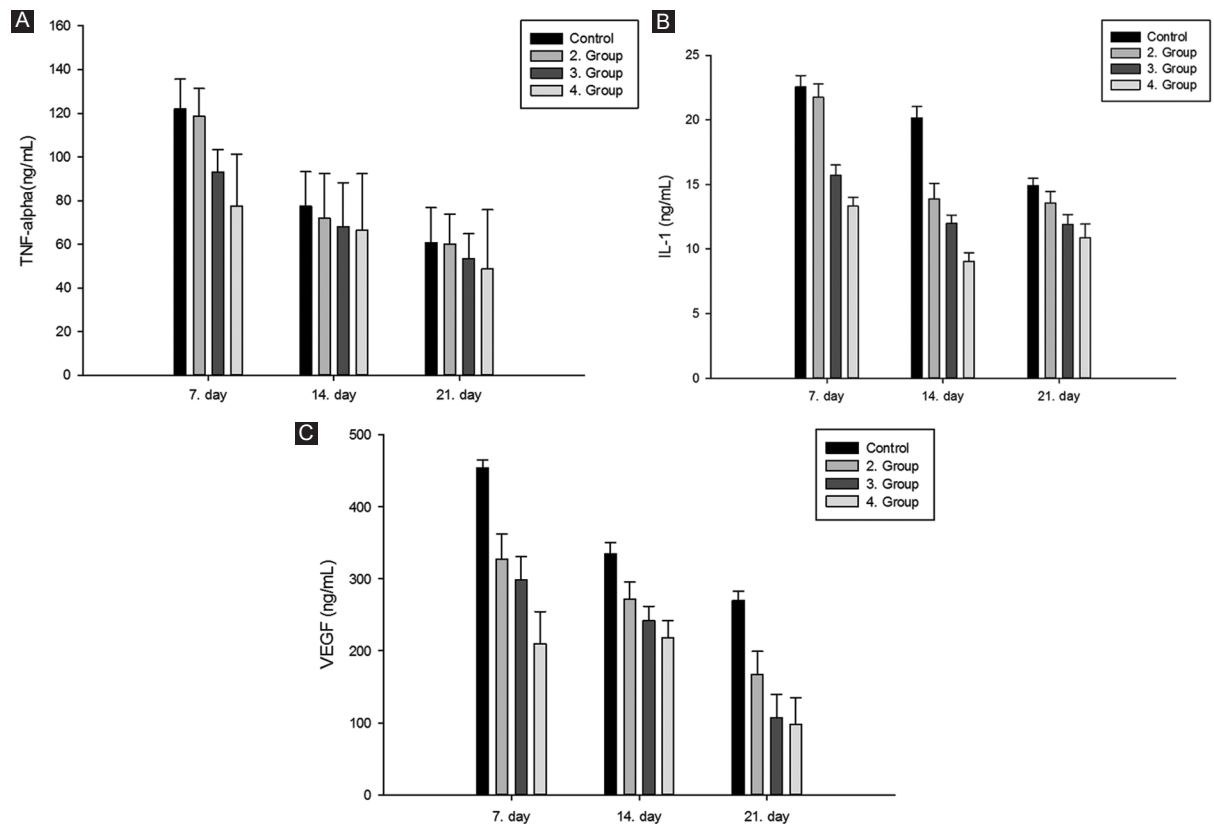 A
160
140
120
100
80
60
40
20
0
TNF-alpha(ng/mL)
7. day 14. day 21. day
Control
2. Group
3. Group
4. Group
B
25
20
15
10
5
0
IL-1 (ng/mL)
7. day 14. day 21. day
Control
2. Group
3. Group
4. Group
C
500
400
300
200
100
0
VEGF (ng/mL)
7. day 14. day 21. day
Control
2. Group
3. Group
4. Group